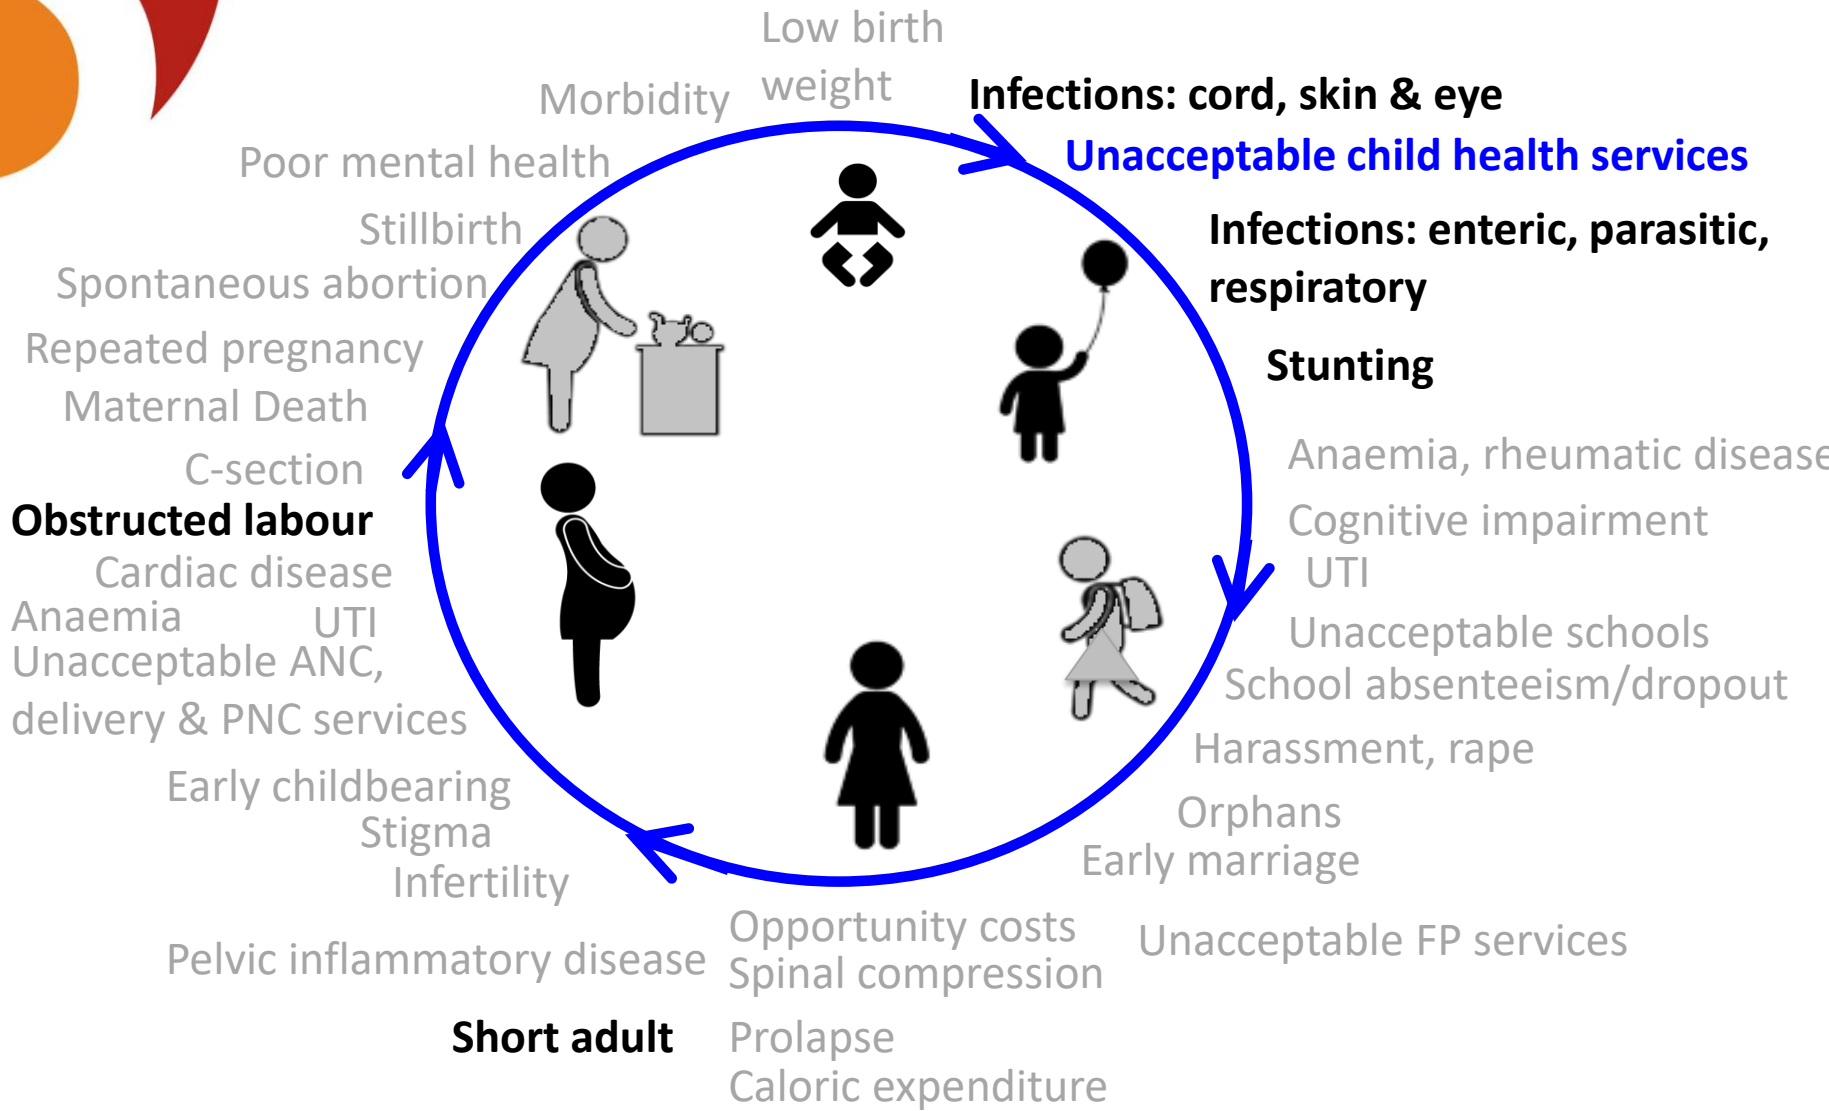 Low birth
weight
Infections: cord, skin & eye
Unacceptable child health services
Infections: enteric, parasitic,
respiratory
Stunting
Anaemia, rheumatic disease
Cognitive impairment
UTI
Unacceptable schools
School absenteeism/dropout
Harassment, rape
Orphans
Early marriage
Unacceptable FP services
Opportunity costs
Spinal compression
Prolapse
Caloric expenditure
Short adult
Pelvic inflammatory disease
Infertility
Stigma
Early childbearing
Unacceptable ANC,
delivery & PNC services
Anaemia
UTI
Cardiac disease
Obstructed labour
C-section
Maternal Death
Repeated pregnancy
Spontaneous abortion
Stillbirth
Poor mental health
Morbidity